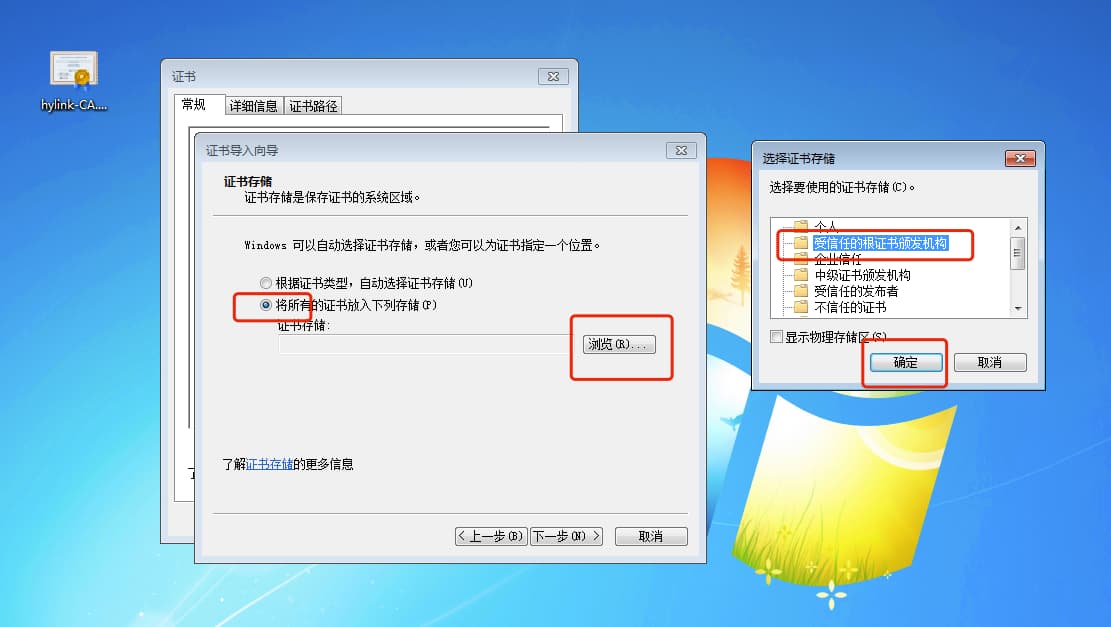 hylink-CA....
证书
常规
详细信息
证书路径
证书导入向导
证书存储
证书存储是保存证书的系统区域。
Windows 可以自动选择证书存储，或者您可以为证书指定一个位置。
根据证书类型，自动选择证书存储(U)
将所有的证书放入下列存储(P)
证书存储:
浏览(R)...
了解证书存储的更多信息
<上一步(B)
下一步(N) >
取消
选择证书存储
选择要使用的证书存储(C)。
个人
受信任的根证书颁发机构
企业信任
中级证书颁发机构
受信任的发布者
不信任的证书
显示物理存储区(S)
确定
取消